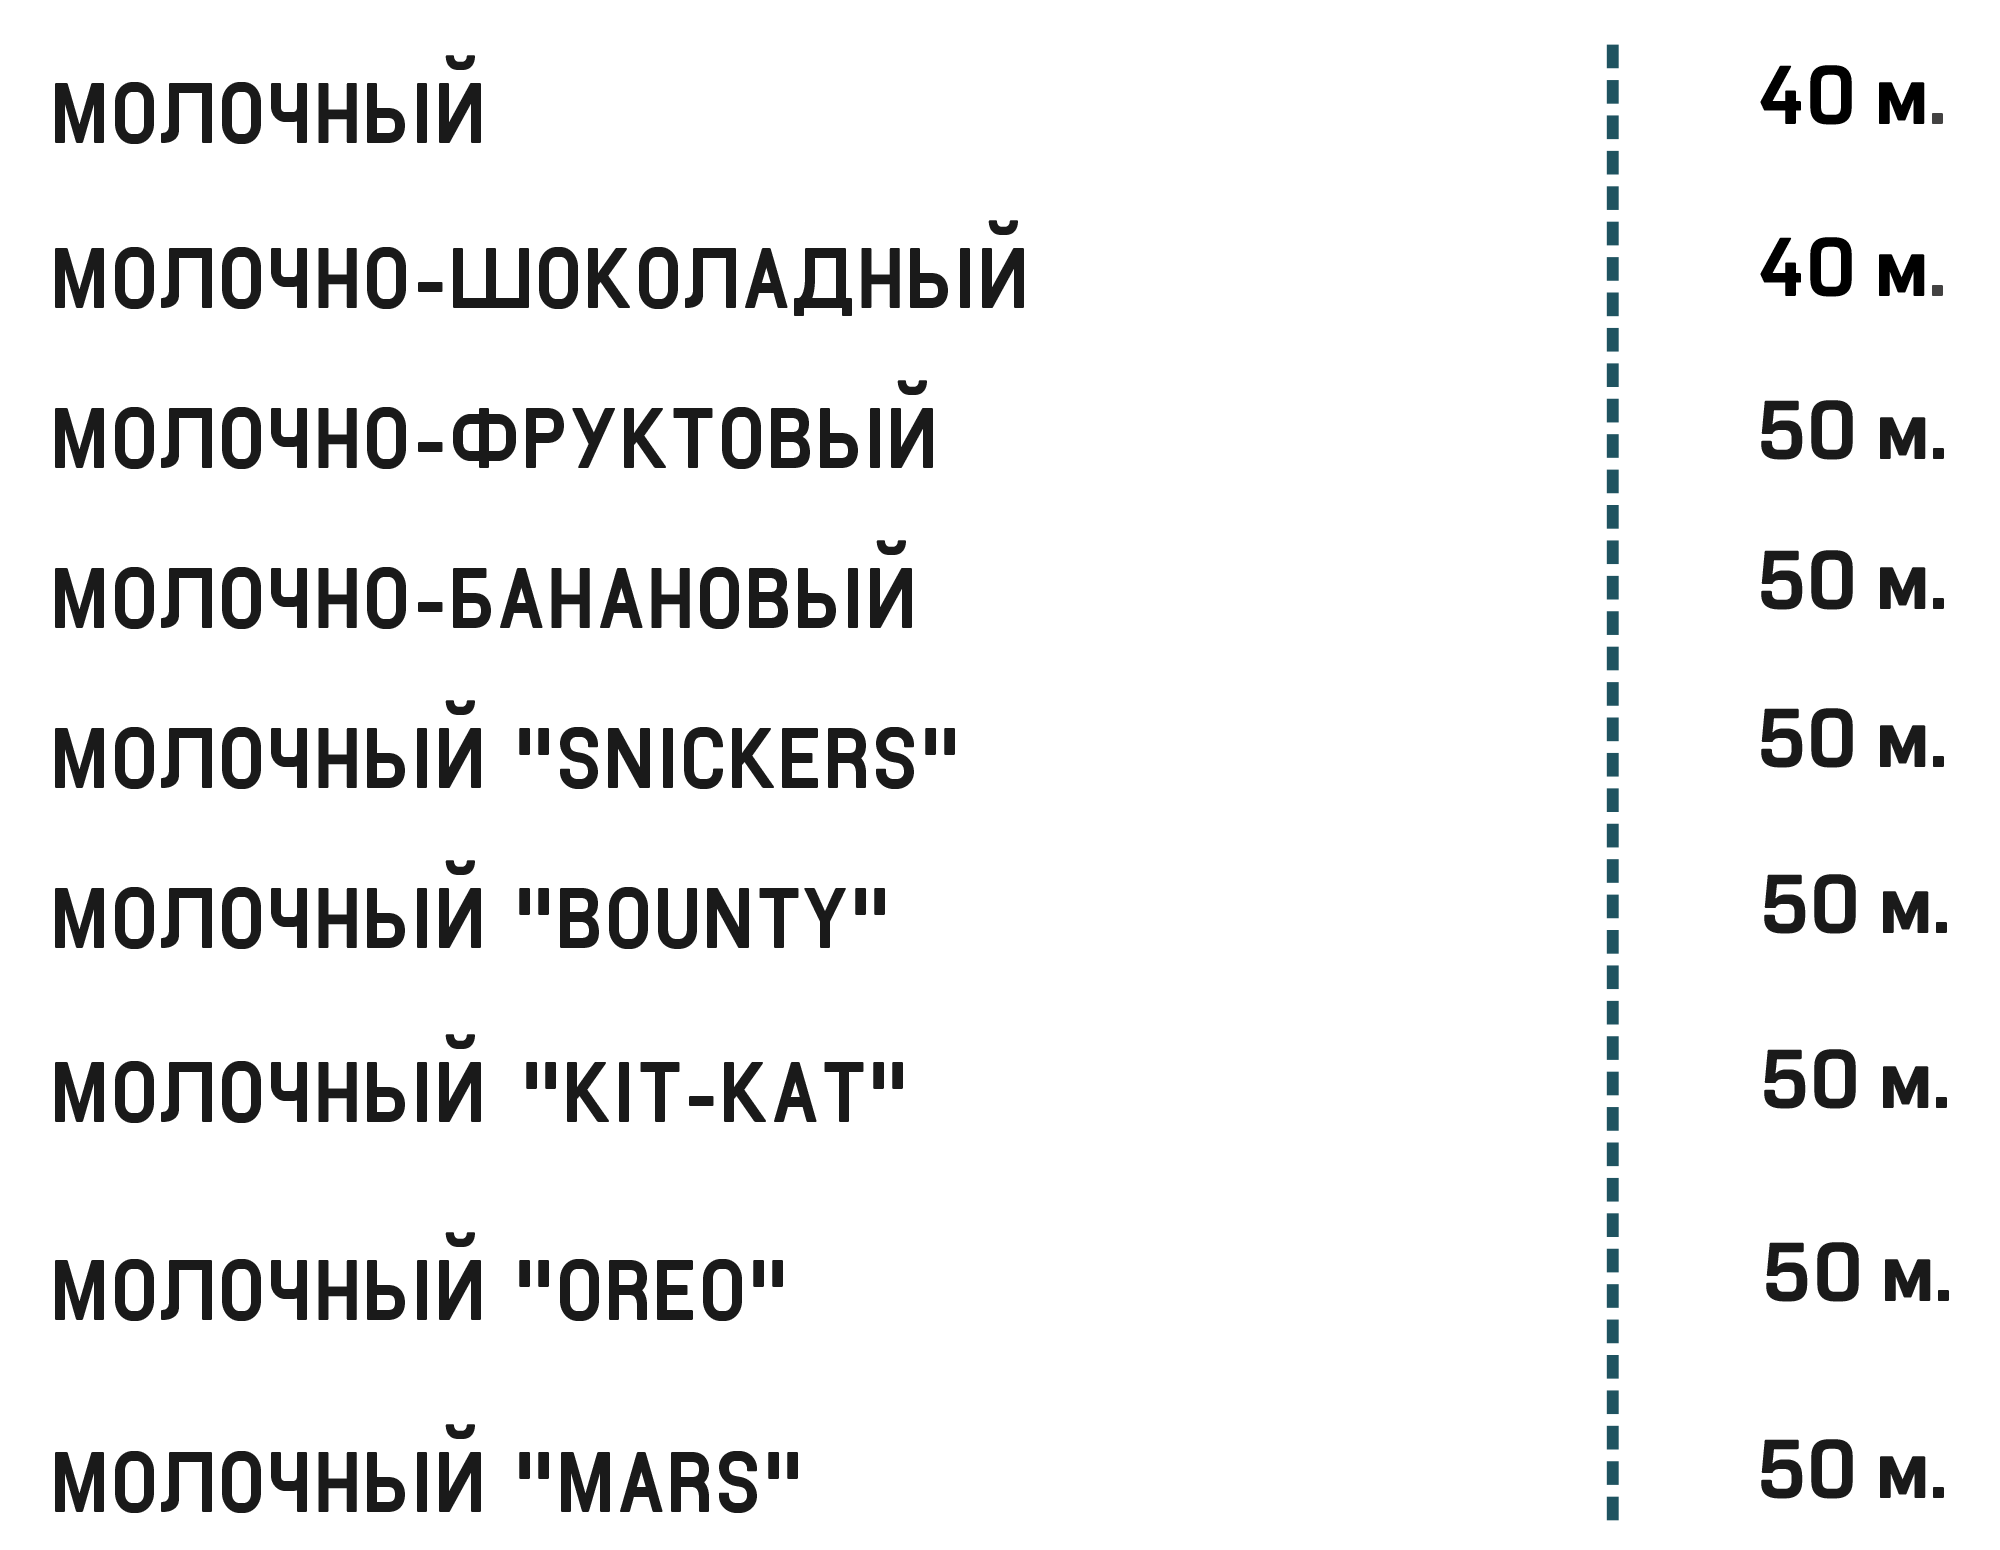 МОЛОЧНЫЙ 40 м.
МОЛОЧНО-ШОКОЛАДНЫЙ 40 м.
МОЛОЧНО-ФРУКТОВЫЙ 50 м.
МОЛОЧНО-БАНАНОВЫЙ 50 м.
МОЛОЧНЫЙ "SNICKERS" 50 м.
МОЛОЧНЫЙ "BOUNTY" 50 м.
МОЛОЧНЫЙ "KIT-KAT" 50 м.
МОЛОЧНЫЙ "OREO" 50 м.
МОЛОЧНЫЙ "MARS" 50 м.